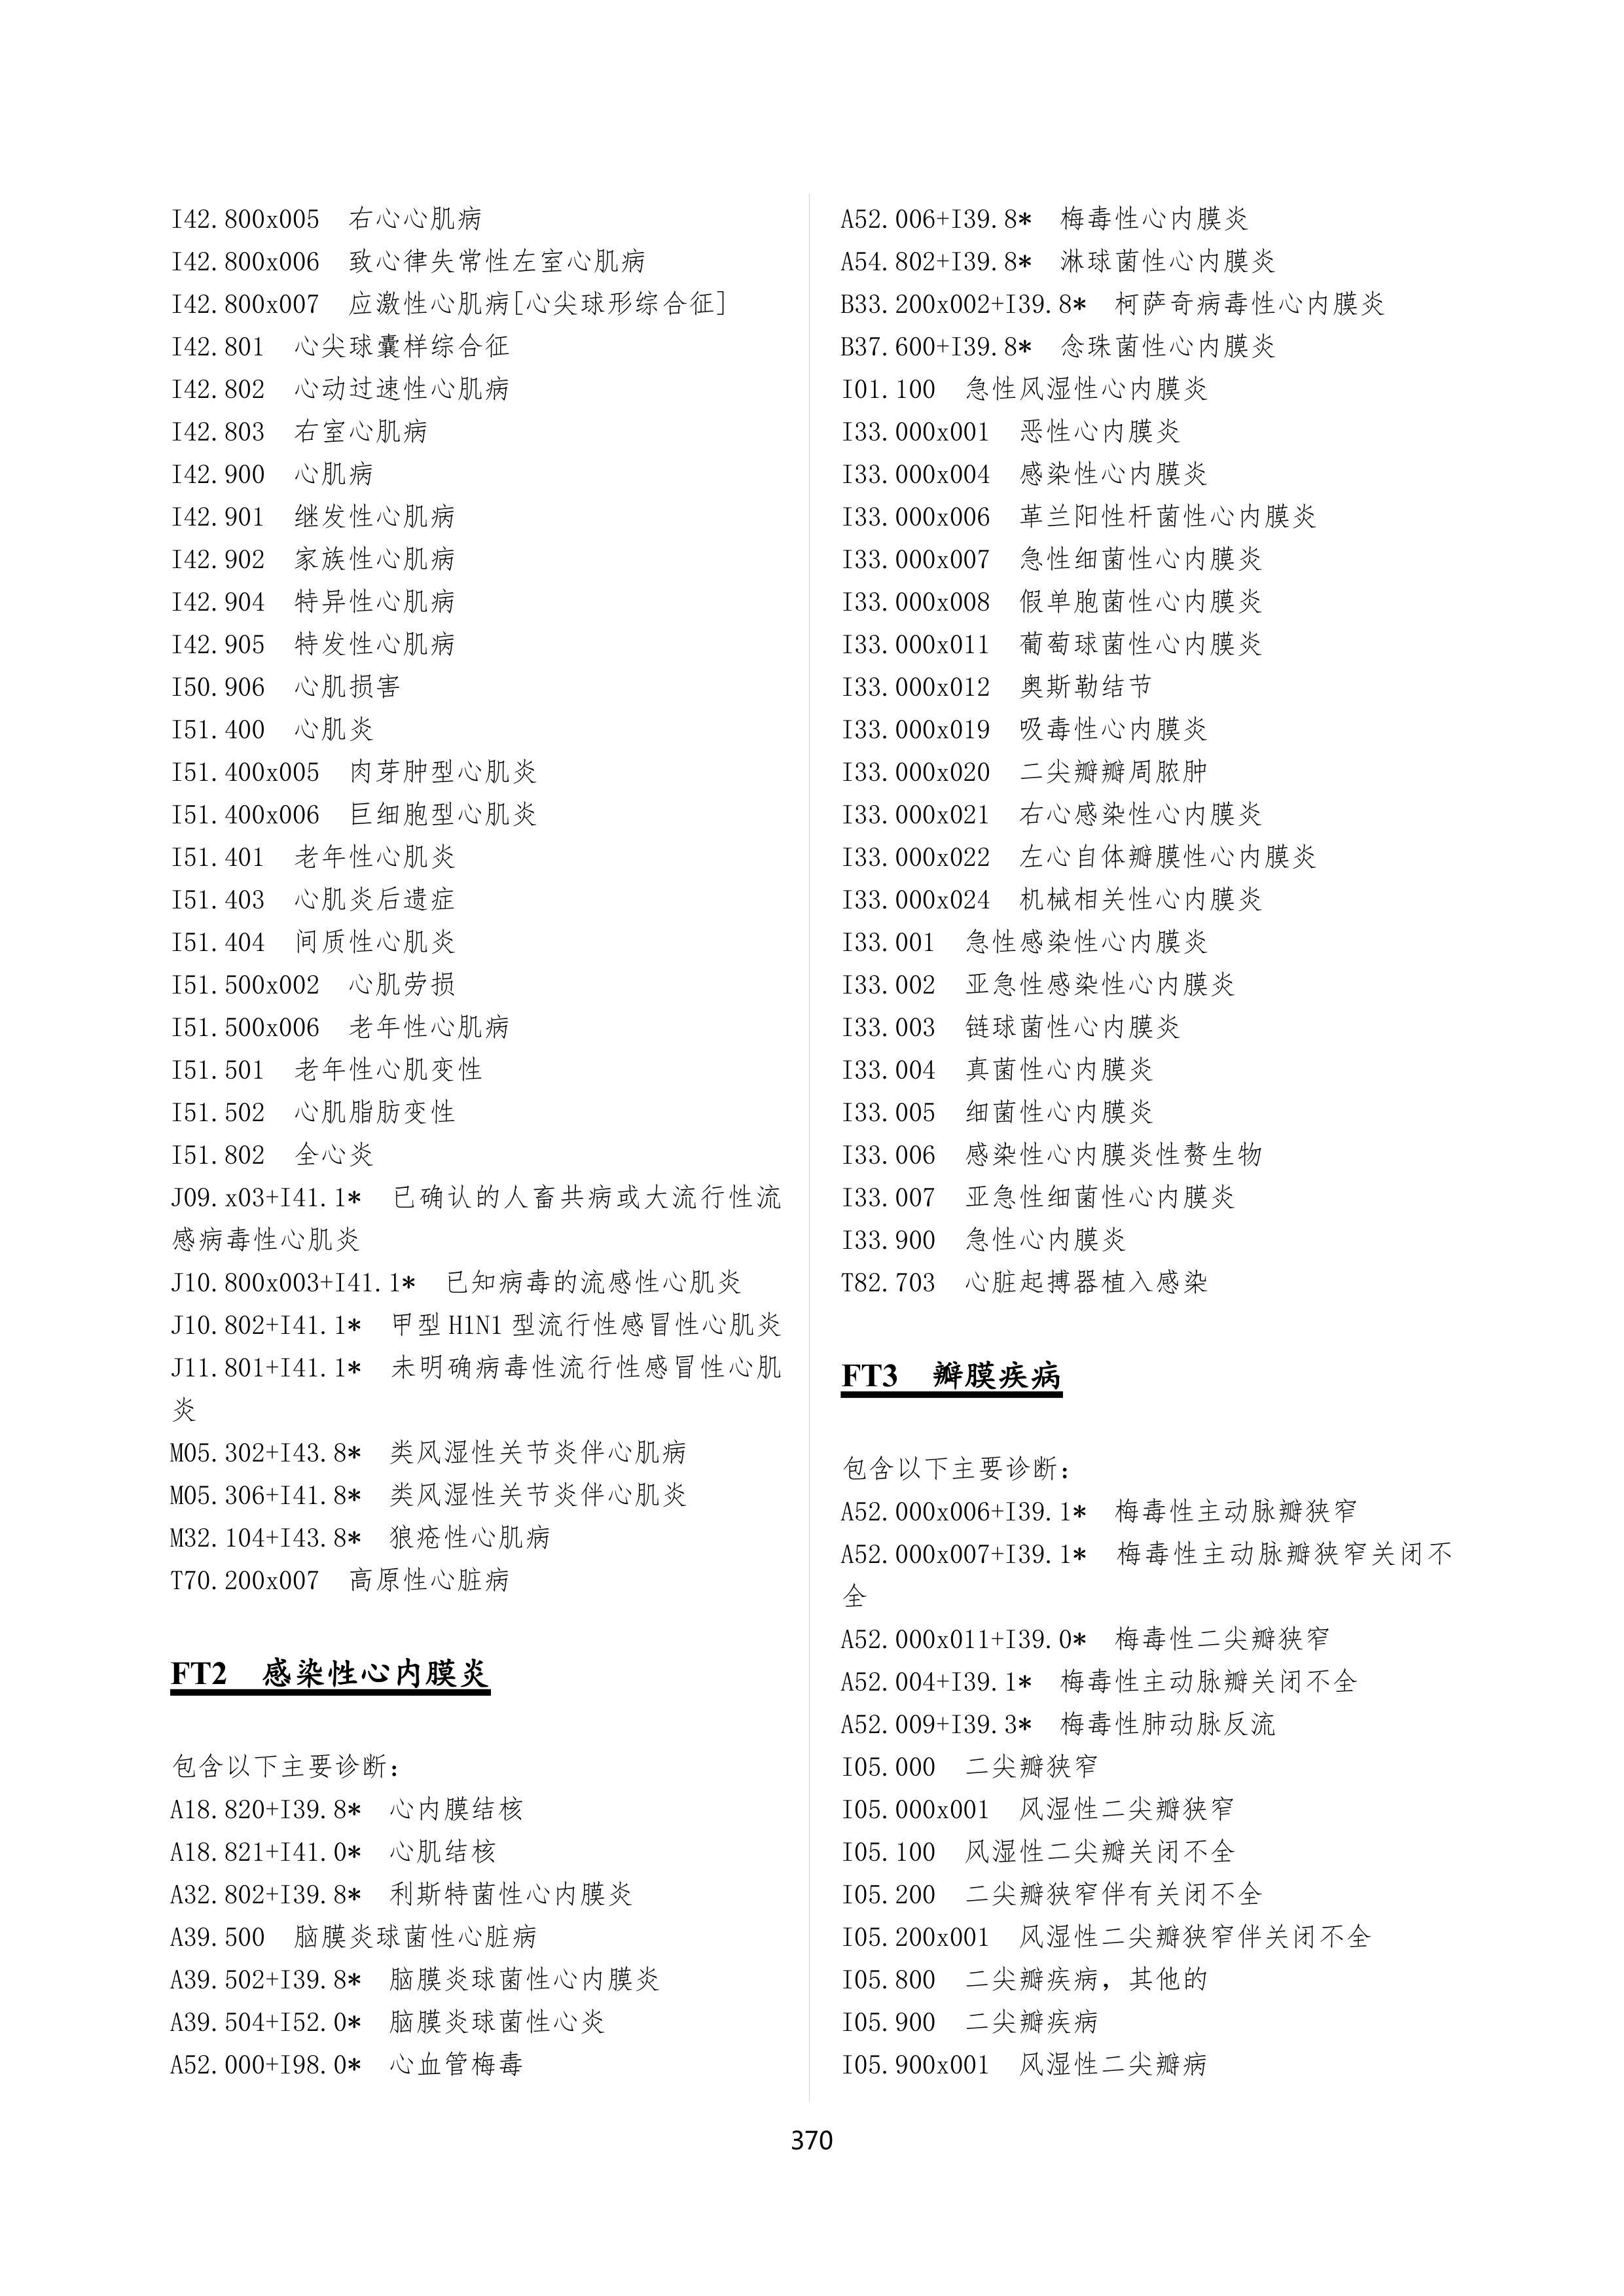 I42.800x005 右心心肌病
I42.800x006 致心律失常性左室心肌病
I42.800x007 应激性心肌病[心尖球形综合征]
I42.801 心尖球囊样综合征
I42.802 心动过速性心肌病
I42.803 右室心肌病
I42.900 心肌病
I42.901 继发性心肌病
I42.902 家族性心肌病
I42.904 特异性心肌病
I42.905 特发性心肌病
I50.906 心肌损害
I51.400 心肌炎
I51.400x005 肉芽肿型心肌炎
I51.400x006 巨细胞型心肌炎
I51.401 老年性心肌炎
I51.403 心肌炎后遗症
I51.404 间质性心肌炎
I51.500x002 心肌劳损
I51.500x006 老年性心肌病
I51.501 老年性心肌变性
I51.502 心肌脂肪变性
I51.802 全心炎
J09.x03+I41.1* 已确认的人畜共病或大流行性流
感病毒性心肌炎
J10.800x003+I41.1* 已知病毒的流感性心肌炎
J10.802+I41.1* 甲型 H1N1 型流行性感冒性心肌炎
J11.801+I41.1* 未明确病毒性流行性感冒性心肌
炎
M05.302+I43.8* 类风湿性关节炎伴心肌病
M05.306+I41.8* 类风湿性关节炎伴心肌炎
M32.104+I43.8* 狼疮性心肌病
T70.200x007 高原性心脏病
FT2 感染性心内膜炎
包含以下主要诊断:
A18.820+I39.8* 心内膜结核
A18.821+I41.0* 心肌结核
A32.802+I39.8* 利斯特菌性心内膜炎
A39.500 脑膜炎球菌性心脏病
A39.502+I39.8* 脑膜炎球菌性心内膜炎
A39.504+I52.0* 脑膜炎球菌性心炎
A52.000+I98.0* 心血管梅毒
A52.006+I39.8* 梅毒性心内膜炎
A54.802+I39.8* 淋球菌性心内膜炎
B33.200x002+I39.8* 柯萨奇病毒性心内膜炎
B37.600+I39.8* 念珠菌性心内膜炎
I01.100 急性风湿性心内膜炎
I33.000x001 恶性心内膜炎
I33.000x004 感染性心内膜炎
I33.000x006 革兰阳性杆菌性心内膜炎
I33.000x007 急性细菌性心内膜炎
I33.000x008 假单胞菌性心内膜炎
I33.000x011 葡萄球菌性心内膜炎
I33.000x012 奥斯勒结节
I33.000x019 吸毒性心内膜炎
I33.000x020 二尖瓣瓣周脓肿
I33.000x021 右心感染性心内膜炎
I33.000x022 左心自体瓣膜性心内膜炎
I33.000x024 机械相关性心内膜炎
I33.001 急性感染性心内膜炎
I33.002 亚急性感染性心内膜炎
I33.003 链球菌性心内膜炎
I33.004 真菌性心内膜炎
I33.005 细菌性心内膜炎
I33.006 感染性心内膜炎性赘生物
I33.007 亚急性细菌性心内膜炎
I33.900 急性心内膜炎
T82.703 心脏起搏器植入感染
FT3 瓣膜疾病
包含以下主要诊断:
A52.000x006+I39.1* 梅毒性主动脉瓣狭窄
A52.000x007+I39.1* 梅毒性主动脉瓣狭窄关闭不
全
A52.000x011+I39.0* 梅毒性二尖瓣狭窄
A52.004+I39.1* 梅毒性主动脉瓣关闭不全
A52.009+I39.3* 梅毒性肺动脉反流
I05.000 二尖瓣狭窄
I05.000x001 风湿性二尖瓣狭窄
I05.100 风湿性二尖瓣关闭不全
I05.200 二尖瓣狭窄伴有关闭不全
I05.200x001 风湿性二尖瓣狭窄伴关闭不全
I05.800 二尖瓣疾病，其他的
I05.900 二尖瓣疾病
I05.900x001 风湿性二尖瓣病
370